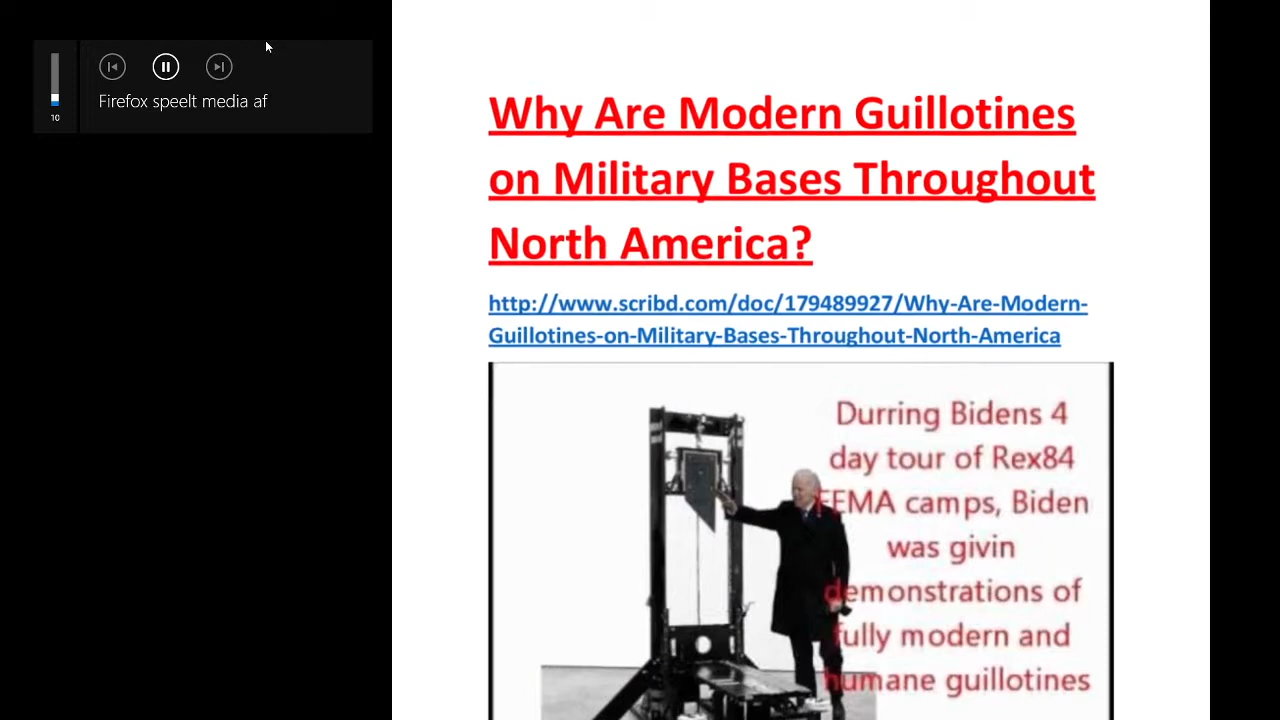 10
Firefox speelt media af
Why Are Modern Guillotines
on Military Bases Throughout
North America?
http://www.scribd.com/doc/179489927/Why-Are-Modern-
Guillotines-on-Military-Bases-Throughout-North-America
Durring Bidens 4
day tour of Rex84
FEMA camps, Biden
was givin
demonstrations of
fully modern and
humane guillotines